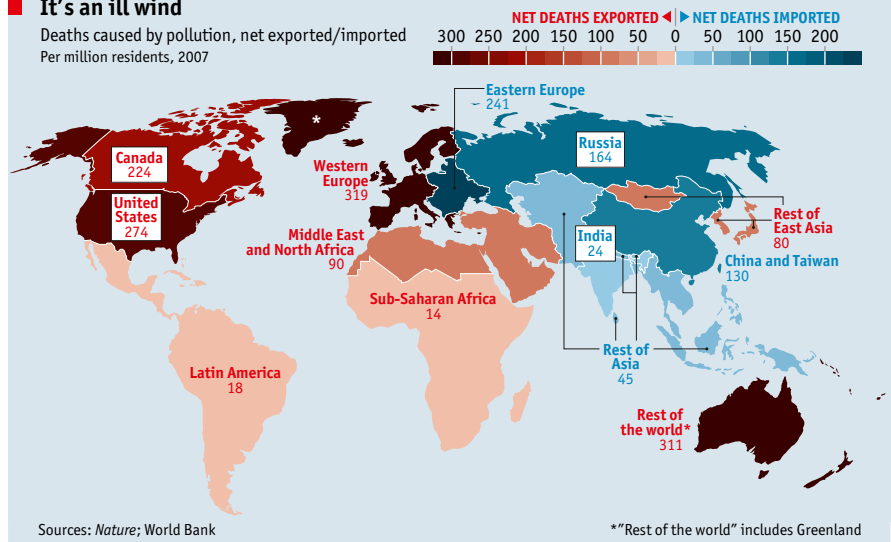 It's an ill wind
Deaths caused by pollution, net exported/imported
Per million residents, 2007
NET DEATHS EXPORTED
NET DEATHS IMPORTED
300 250 200 150 100 50 0 50 100 150 200
Eastern Europe
241
*
Canada
224
Russia
164
Western
Europe
319
United
States
274
Middle East
and North Africa
90
India
24
Rest of
East Asia
80
China and Taiwan
130
Sub-Saharan Africa
14
Rest of
Asia
45
Latin America
18
Rest of
the world*
311
Sources: Nature; World Bank
*"Rest of the world" includes Greenland